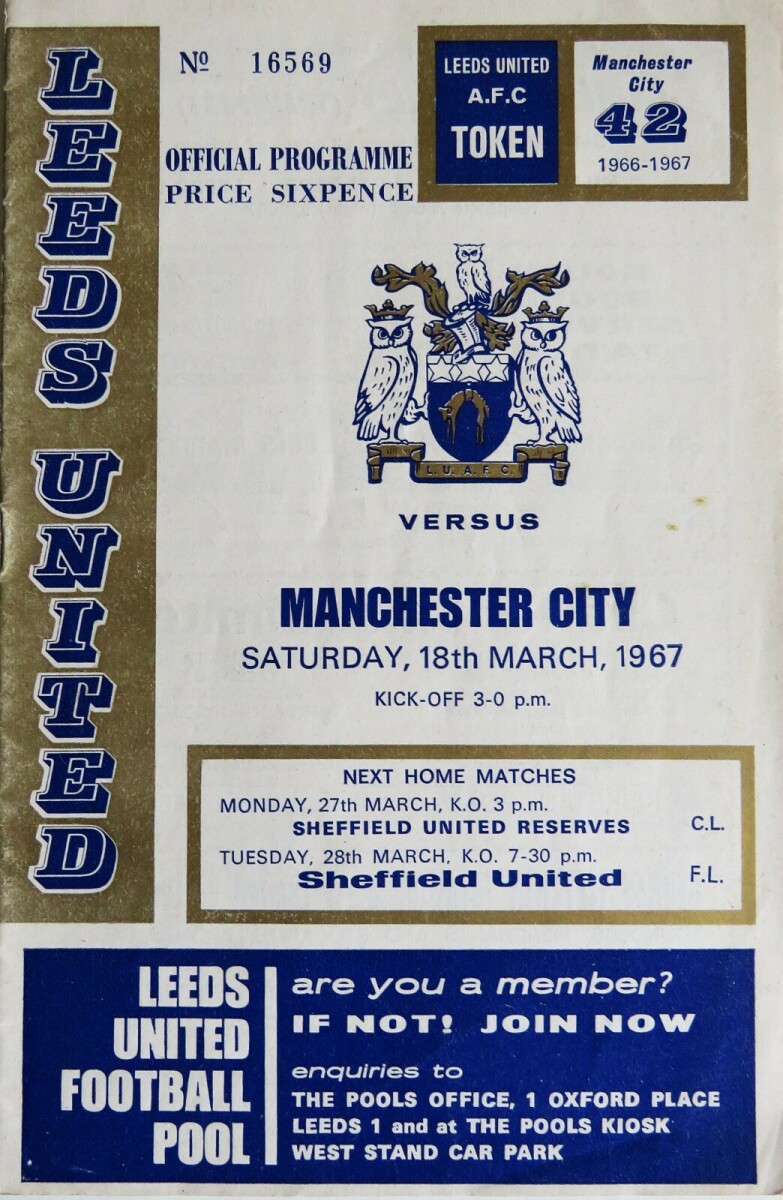 LEEDS UNITED
Nº 16569
OFFICIAL PROGRAMME
PRICE SIXPENCE
LEEDS UNITED
A.F.C
TOKEN
Manchester
City
42
1966-1967
L.U.A.F.C.
VERSUS
MANCHESTER CITY
SATURDAY, 18th MARCH, 1967
KICK-OFF 3-0 p.m.
NEXT HOME MATCHES
MONDAY, 27th MARCH, K.O. 3 p.m.
SHEFFIELD UNITED RESERVES C.L.
TUESDAY, 28th MARCH, K.O. 7-30 p.m.
Sheffield United F.L.
LEEDS
UNITED
FOOTBALL
POOL
are you a member?
IF NOT! JOIN NOW
enquiries to
THE POOLS OFFICE, 1 OXFORD PLACE
LEEDS 1 and at THE POOLS KIOSK
WEST STAND CAR PARK